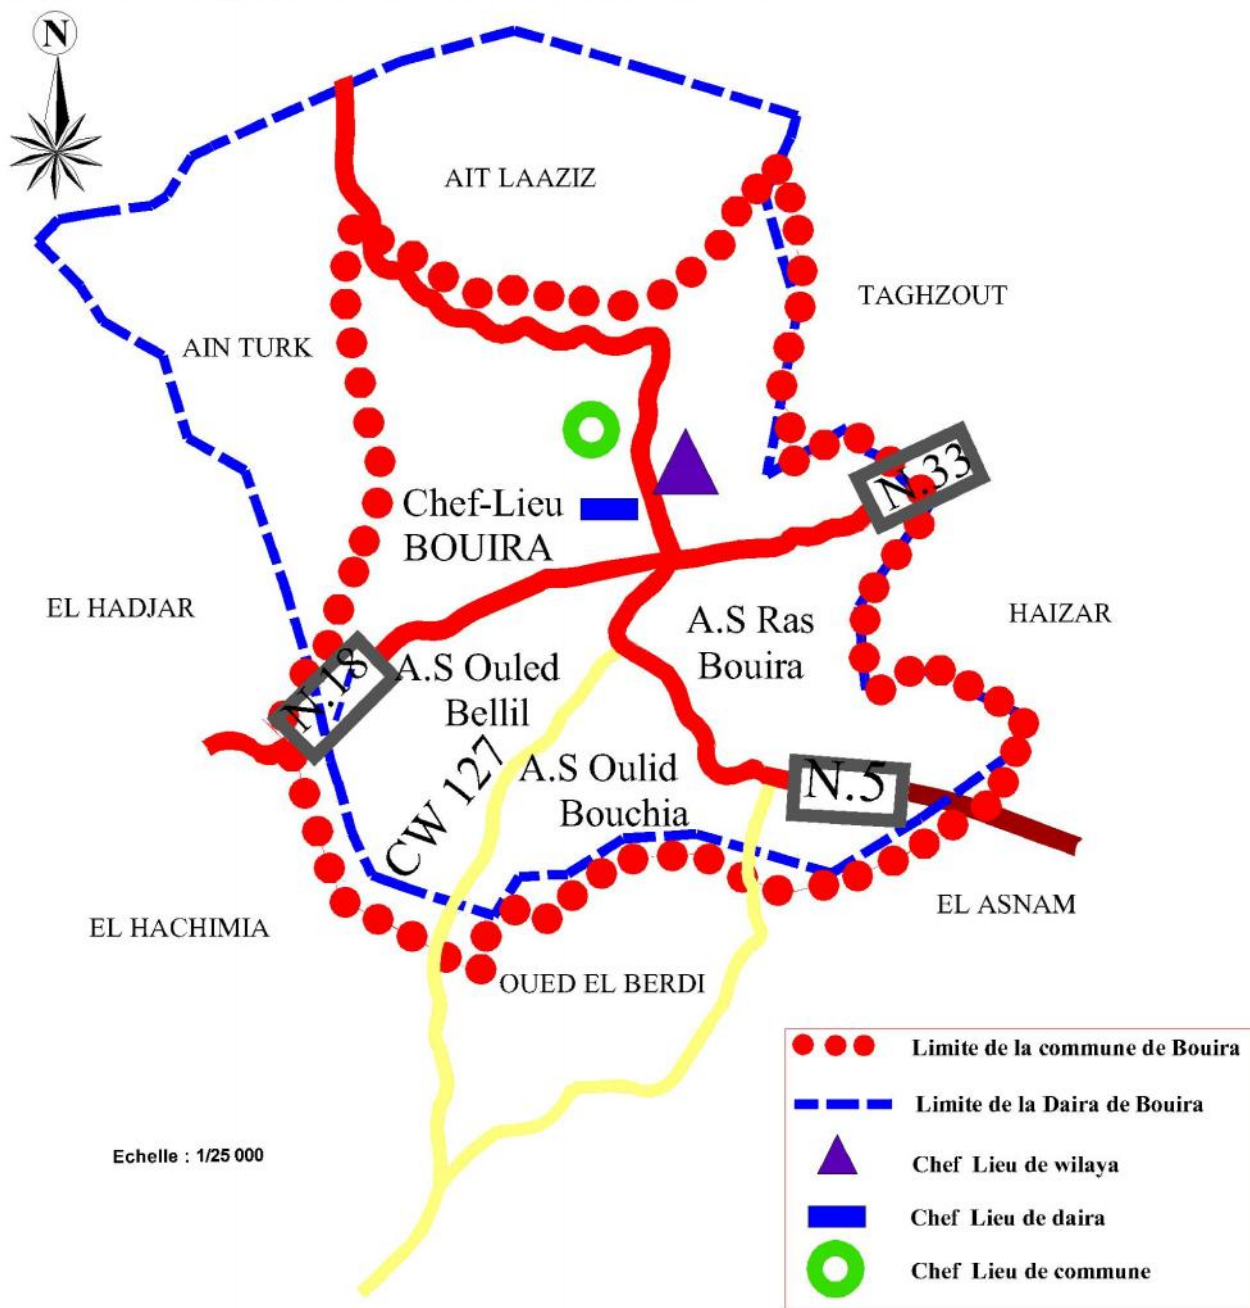 N
AIT LAAZIZ
TAGHZOUT
AIN TURK
N.33
Chef-Lieu
BOUIRA
EL HADJAR
HAIZAR
A.S Ras
Bouira
N.18
A.S Ouled
Bellil
CW 127
A.S Oulid
Bouchia
N.5
EL ASNAM
EL HACHIMIA
OUED EL BERDI
Limite de la commune de Bouira
Limite de la Daira de Bouira
Echelle : 1/25 000
Chef Lieu de wilaya
Chef Lieu de daira
Chef Lieu de commune